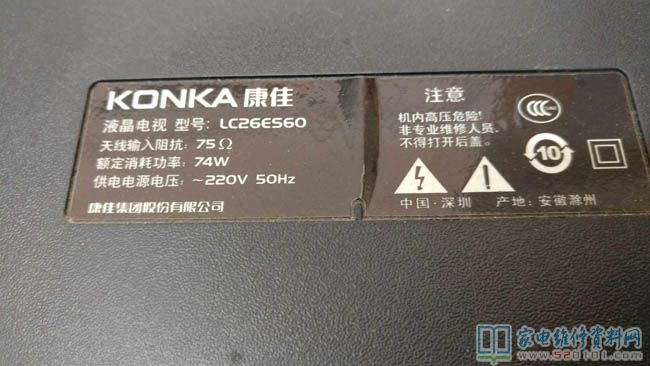 KONKA 康佳
液晶电视 型号: LC26ES60
天线输入阻抗: 75Ω
额定消耗功率: 74W
供电电源电压: ~220V 50Hz
康佳集团股份有限公司
注意
机内高压危险!
非专业维修人员,
不得打开后盖。
CCC
10
中国·深圳 产地: 安徽滁州
家电维修资料网
www.520101.com